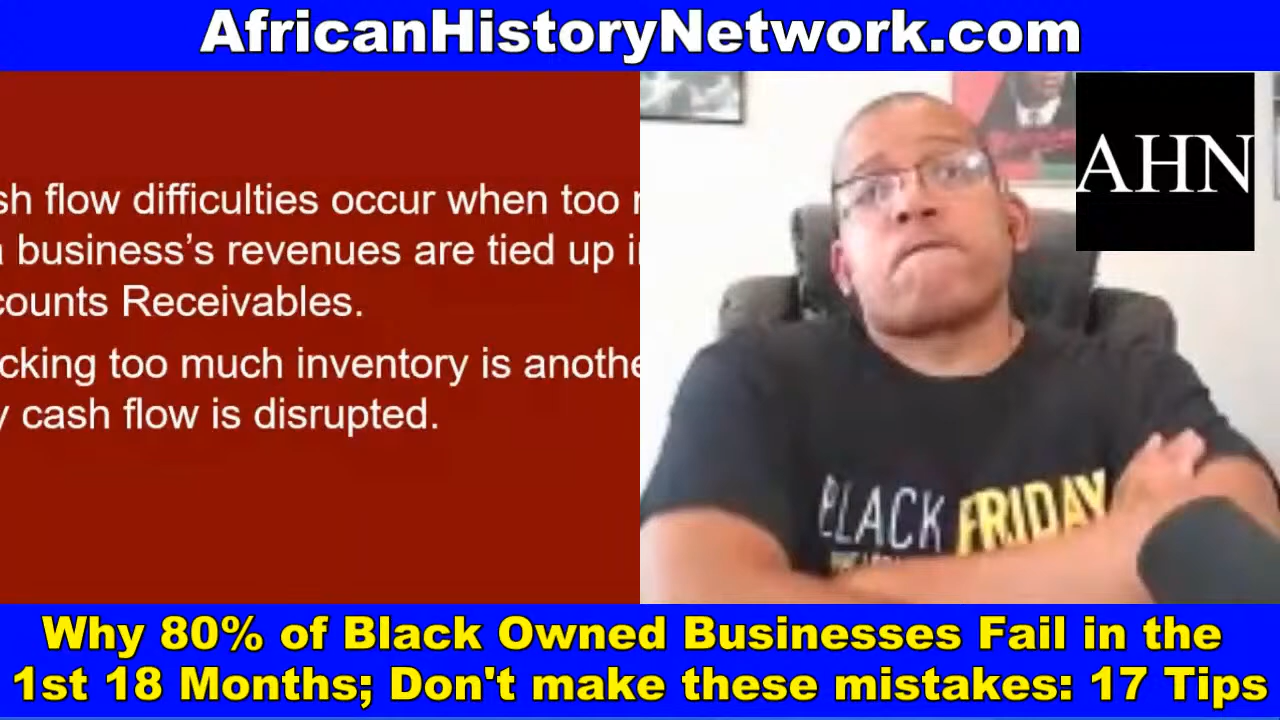 AfricanHistoryNetwork.com
sh flow difficulties occur when too
business's revenues are tied up
counts Receivables.
cking too much inventory is anothe
cash flow is disrupted.
AHN
BLACK FRIDAY
Why 80% of Black Owned Businesses Fail in the
1st 18 Months; Don't make these mistakes: 17 Tips